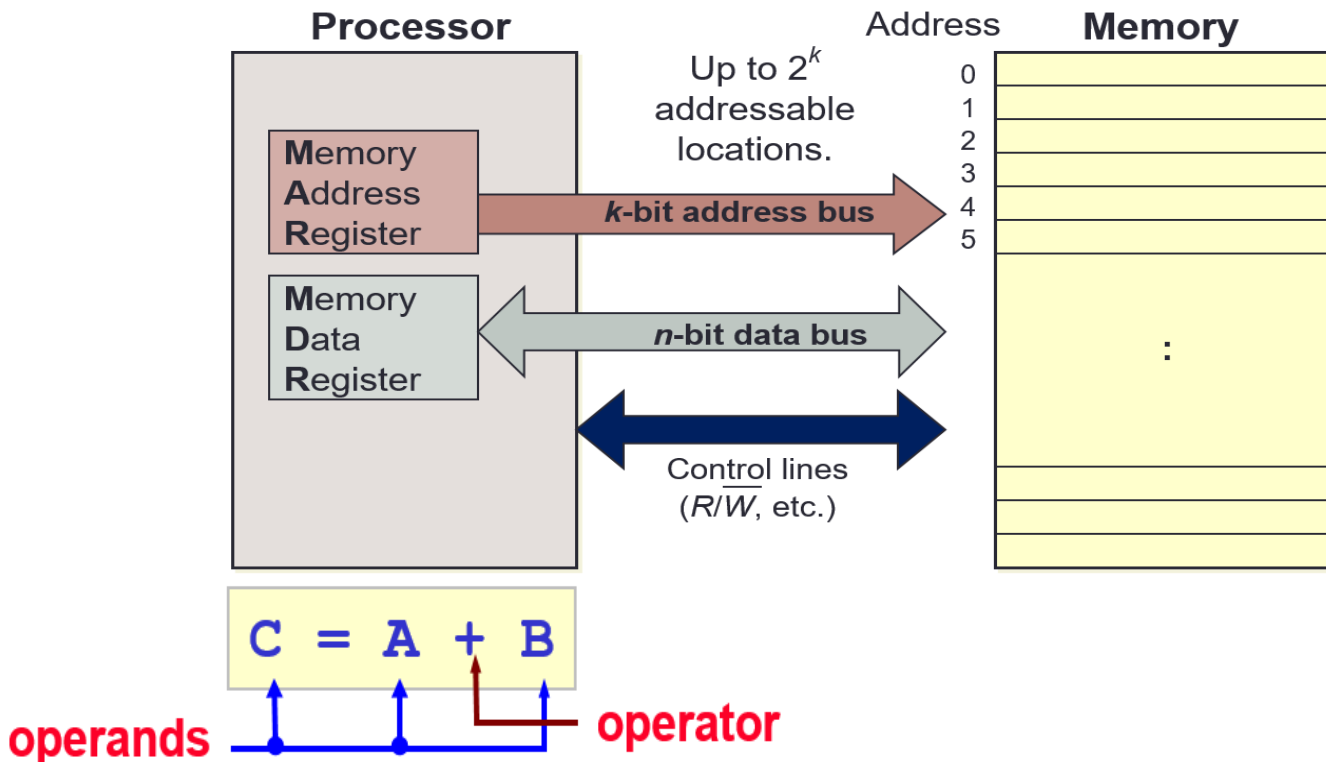 Processor
Address
Memory
Up to 2^k
addressable
locations.
0
1
2
3
4
5
Memory
Address
Register
k-bit address bus
Memory
Data
Register
n-bit data bus
:
Control lines
(R/W̅, etc.)
C = A + B
operands
operator